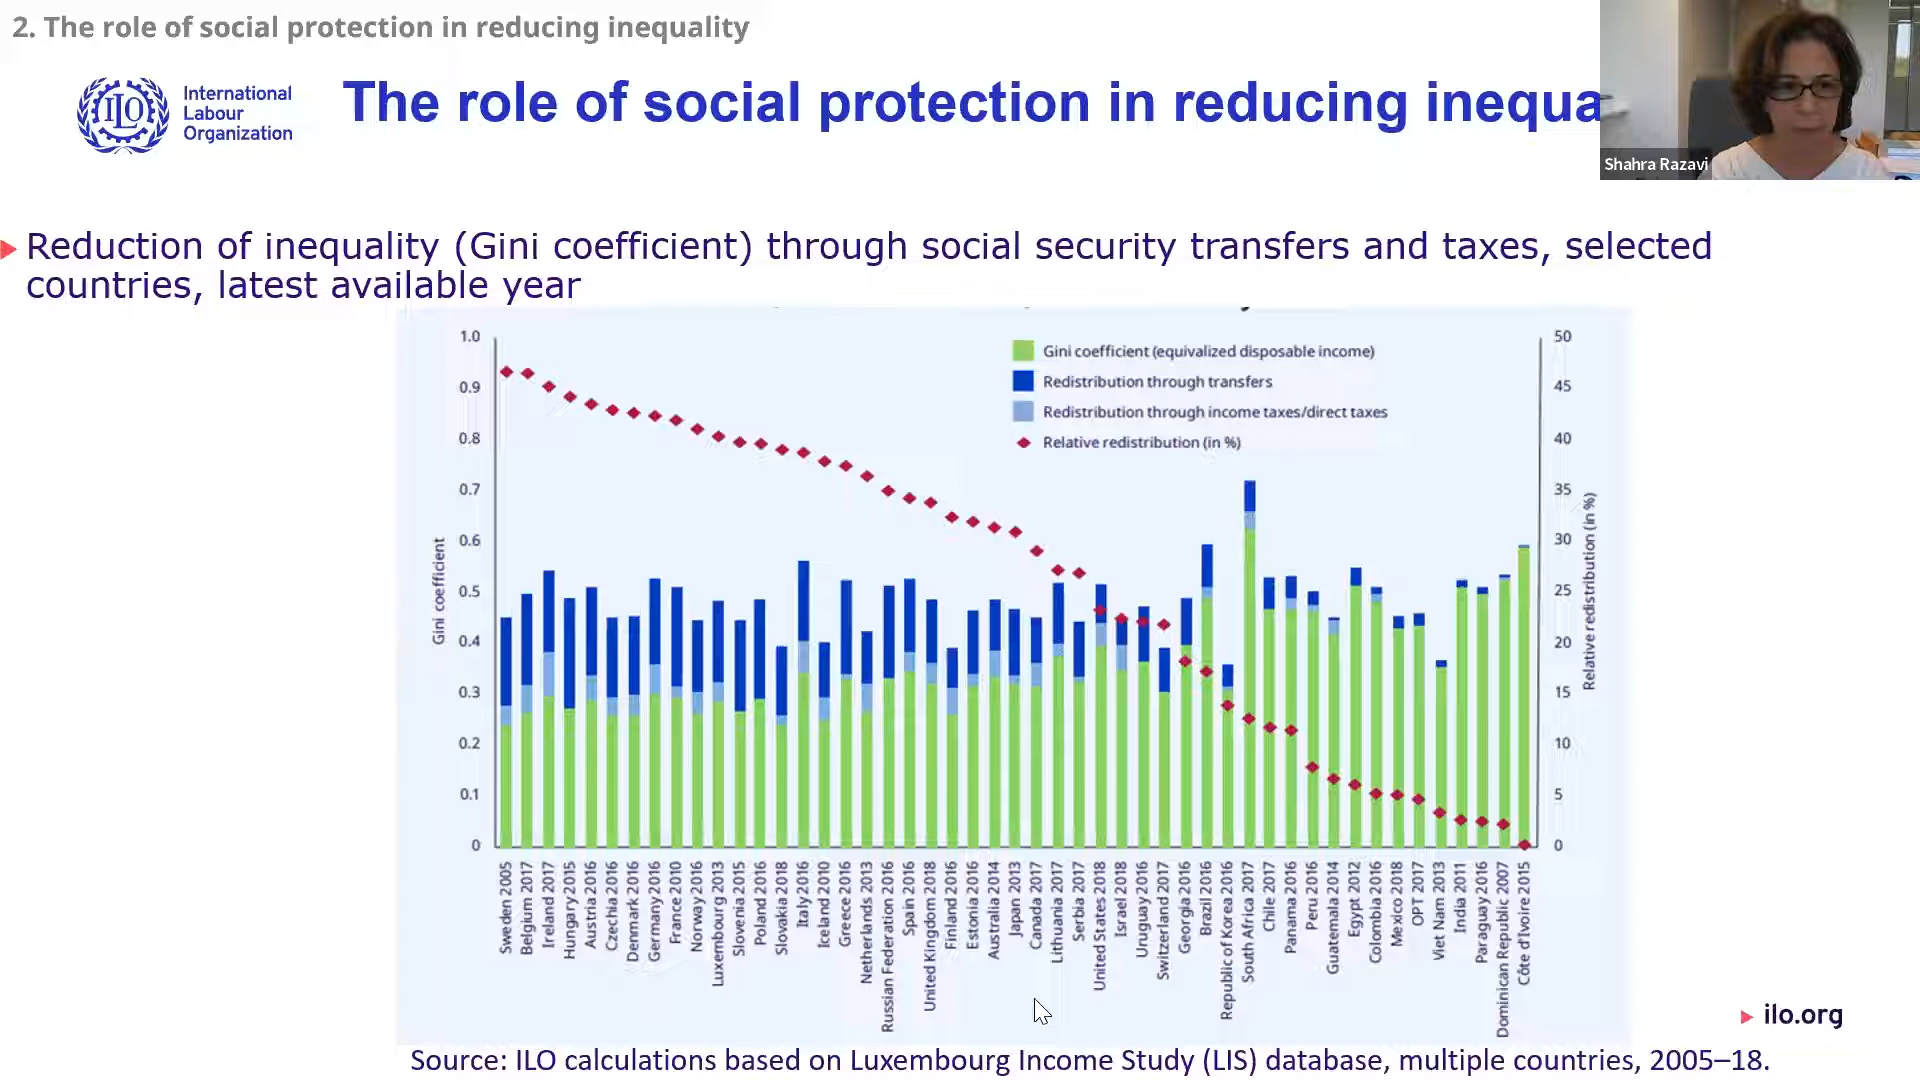 2. The role of social protection in reducing inequality
International
Labour
Organization
ILO
The role of social protection in reducing inequa
Shahra Razavi
Reduction of inequality (Gini coefficient) through social security transfers and taxes, selected
countries, latest available year
Gini coefficient (equivalized disposable income)
Redistribution through transfers
Redistribution through income taxes/direct taxes
Relative redistribution (in %)
Gini coefficient
1.0
0.9
0.8
0.7
0.6
0.5
0.4
0.3
0.2
0.1
0
50
45
40
35
30
25
20
15
10
5
0
Relative redistribution (in %)
Sweden 2005
Belgium 2017
Ireland 2017
Hungary 2015
Austria 2016
Czechia 2016
Denmark 2016
Germany 2016
France 2010
Norway 2016
Luxembourg 2013
Slovenia 2015
Poland 2016
Slovakia 2018
Italy 2016
Iceland 2010
Greece 2016
Netherlands 2013
Russian Federation 2016
Spain 2016
United Kingdom 2018
Finland 2016
Estonia 2016
Australia 2014
Japan 2013
Canada 2017
Lithuania 2017
Serbia 2017
United States 2018
Israel 2018
Uruguay 2016
Switzerland 2017
Georgia 2016
Brazil 2016
Republic of Korea 2016
South Africa 2017
Chile 2017
Panama 2016
Peru 2016
Guatemala 2014
Egypt 2012
Colombia 2016
Mexico 2018
OPT 2017
Viet Nam 2013
India 2011
Paraguay 2016
Dominican Republic 2007
Côte d'Ivoire 2015
ilo.org
Source: ILO calculations based on Luxembourg Income Study (LIS) database, multiple countries, 2005–18.